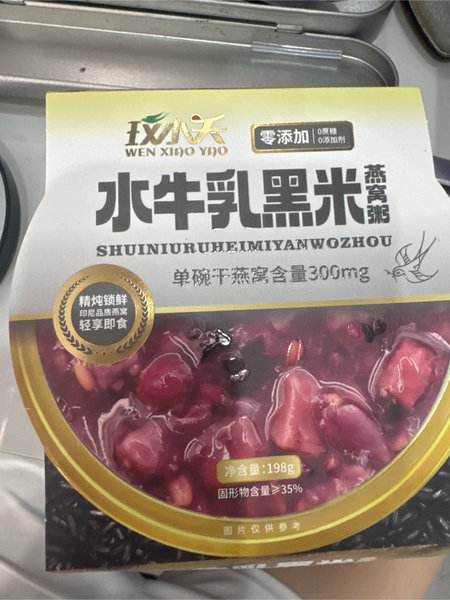 玟小夭
WEN XIAO YAO
零添加
0蔗糖
0添加剂
水牛乳黑米燕窝粥
SHUINIURUHEIMIYANWOZHOU
单碗干燕窝含量300mg
精炖锁鲜
印尼品质燕窝
轻享即食
净含量:198g
固形物含量≥35%
图片仅供参考